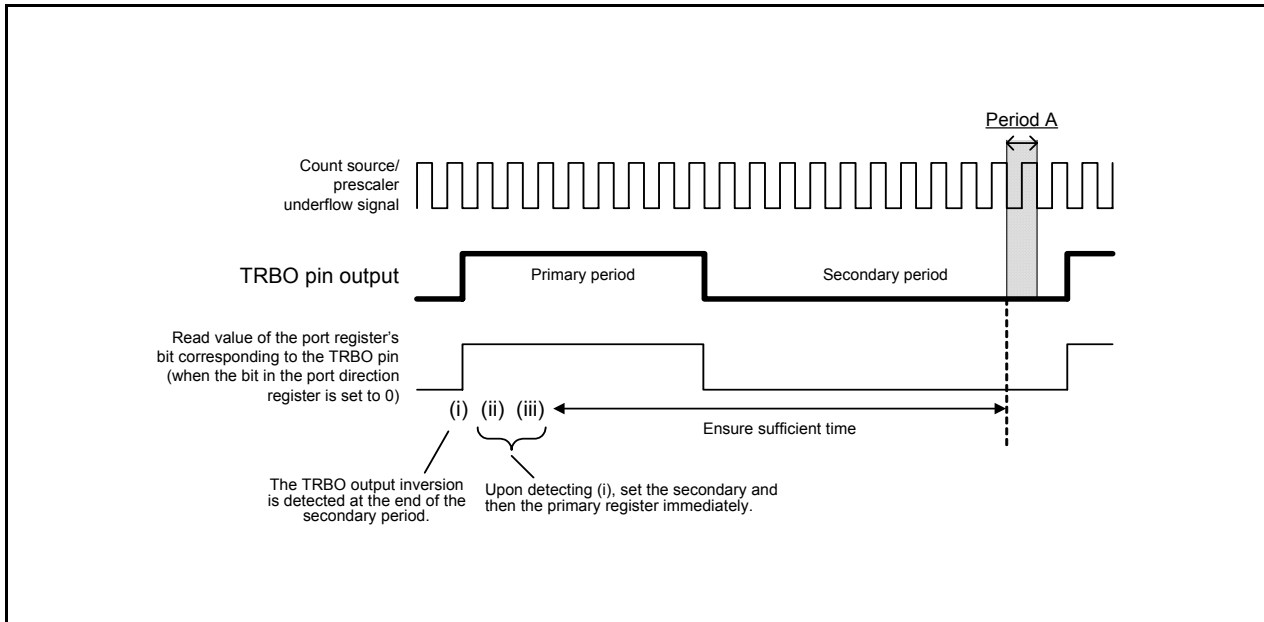 Period A
Count source/
prescaler
underflow signal
TRBO pin output
Primary period
Secondary period
Read value of the port register's
bit corresponding to the TRBO pin
(when the bit in the port direction
register is set to 0)
(i) (ii) (iii)
Ensure sufficient time
The TRBO output inversion
is detected at the end of the
secondary period.
Upon detecting (i), set the secondary and
then the primary register immediately.